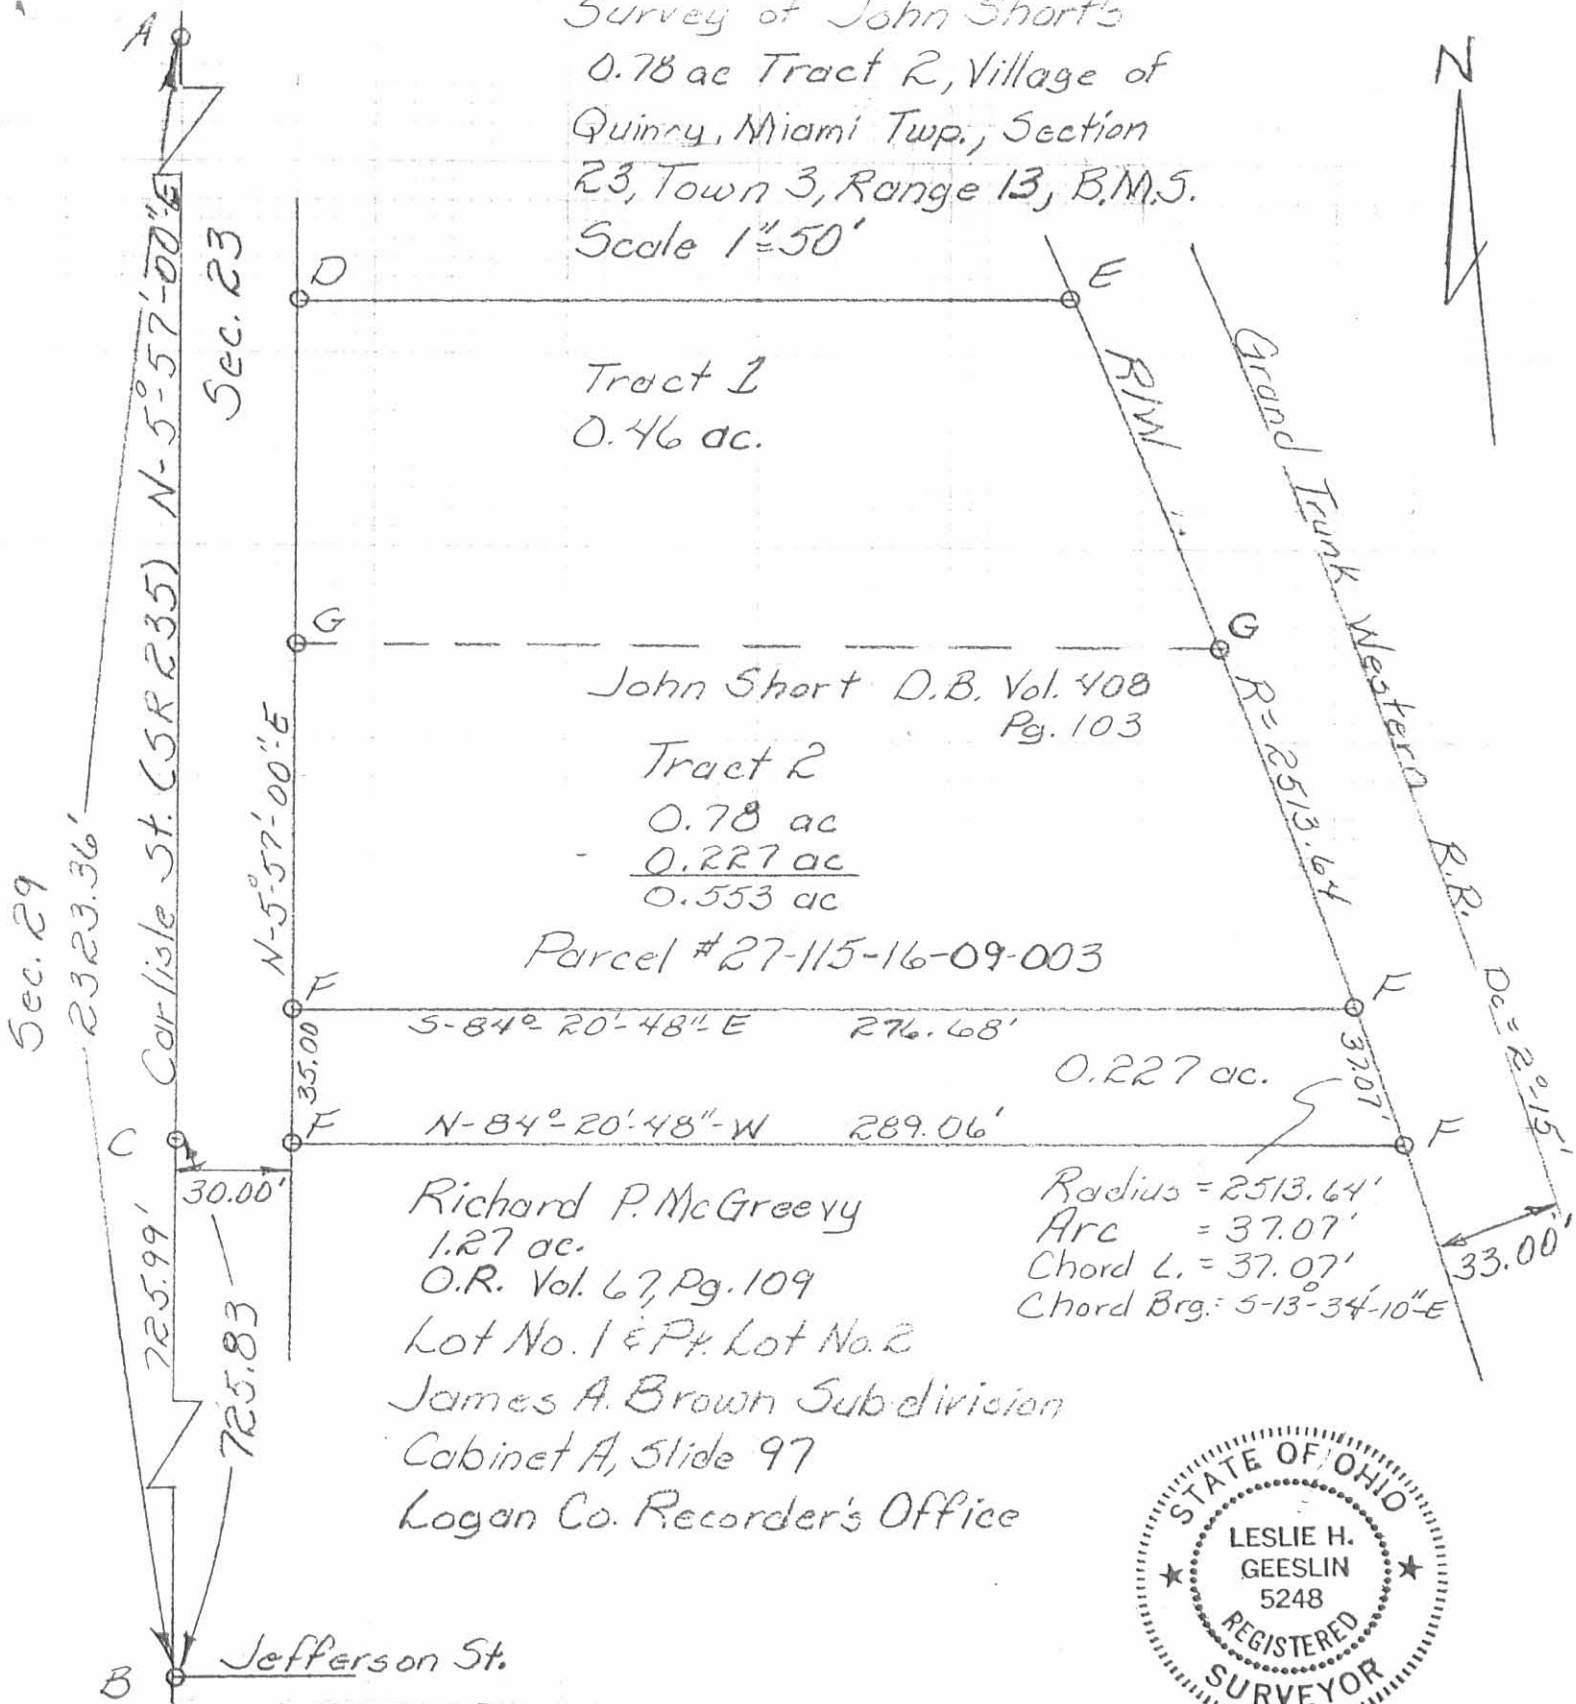 Survey of John Short's
0.78 ac Tract 2, Village of
Quincy, Miami Twp., Section
23, Town 3, Range 13, B.M.S.
Scale 1"=50'
N
A
Sec. 23
D
E
Tract 1
0.46 ac.
R/W
Grand Trunk Western R.R. Dc=2°-15'
Carlisle St. (SR 235) N-5°-57'-00"-E
2323.36'
Sec. 29
G
G
R=2513.64
John Short D.B. Vol. 408
Pg. 103
N-5°-57'-00"-E
Tract 2
0.78 ac
- 0.227 ac
0.553 ac
Parcel #27-115-16-09-003
F
F
S-84°-20'-48"-E 276.68'
35.00
37.07'
0.227 ac.
C
F
N-84°-20'-48"-W 289.06'
F
30.00'
33.00'
Richard P. McGreevy
1.27 ac.
O.R. Vol. 67, Pg. 109
Lot No. 1 & Pt. Lot No. 2
James A. Brown Subdivision
Cabinet A, Slide 97
Logan Co. Recorder's Office
Radius = 2513.64'
Arc = 37.07'
Chord L. = 37.07'
Chord Brg.: S-13°-34'-10"-E
725.99'
725.83
B
Jefferson St.
STATE OF OHIO
LESLIE H.
GEESLIN
5248
REGISTERED
SURVEYOR